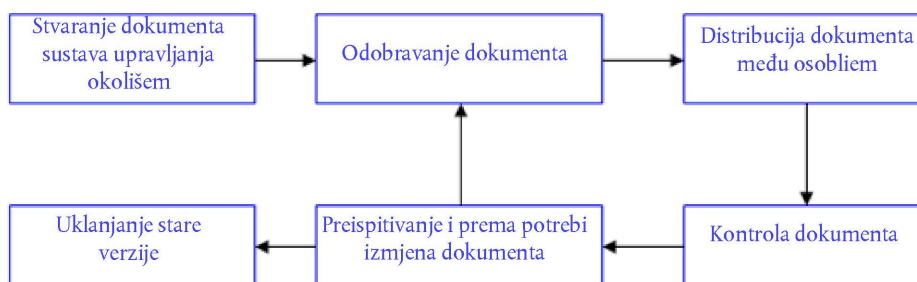 Stvaranje dokumenta
sustava upravljanja
okolišem
Odobravanje dokumenta
Distribucija dokumenta
među osobliem
Uklanjanje stare
verzije
Preispitivanje i prema potrebi
izmjena dokumenta
Kontrola dokumenta